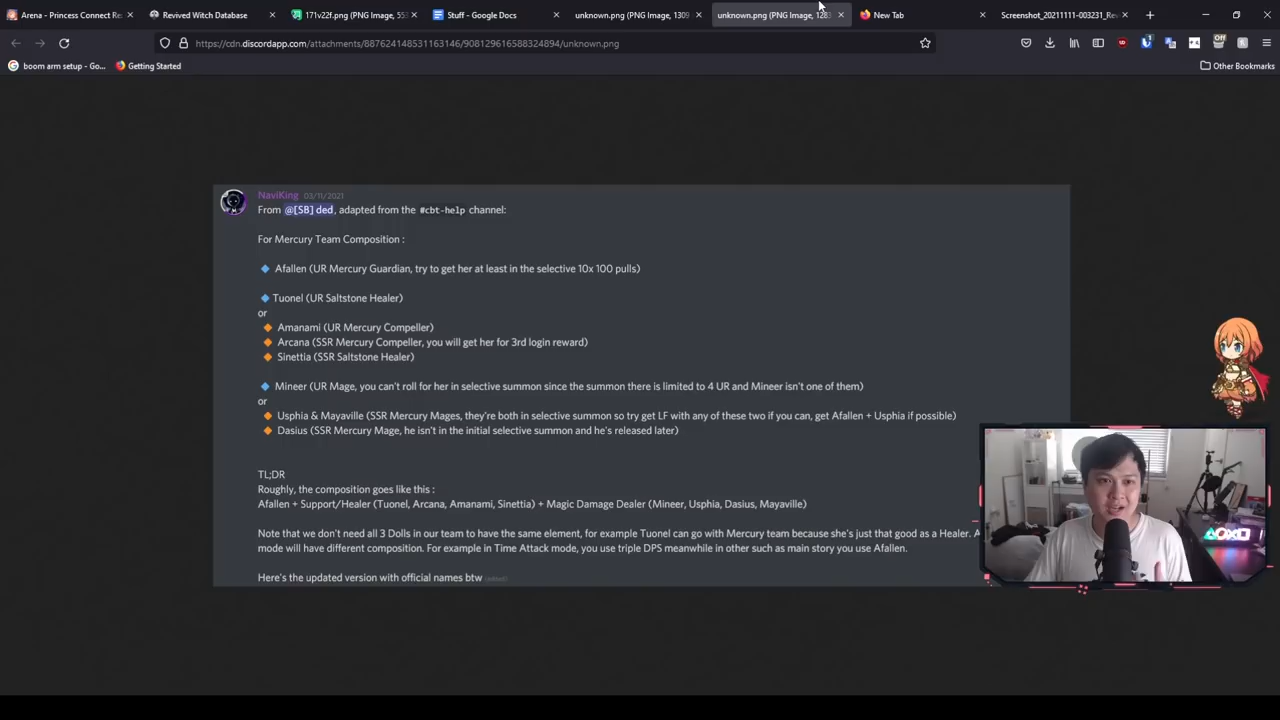 Arena - Princess Connect Re
Revived Witch Database
171v22f.png (PNG Image, 553
Stuff - Google Docs
unknown.png (PNG Image, 1309
unknown.png (PNG Image, 1283
New Tab
Screenshot_20211111-003231_Re
https://cdn.discordapp.com/attachments/887624148531163146/908129616588324894/unknown.png
Off
boom arm setup - Go...
Getting Started
Other Bookmarks
NaviKing 03/11/2021
From @[SB] ded, adapted from the #cbt-help channel:
For Mercury Team Composition :
Afallen (UR Mercury Guardian, try to get her at least in the selective 10x 100 pulls)
Tuonel (UR Saltstone Healer)
or
Amanami (UR Mercury Compeller)
Arcana (SSR Mercury Compeller, you will get her for 3rd login reward)
Sinettia (SSR Saltstone Healer)
Mineer (UR Mage, you can't roll for her in selective summon since the summon there is limited to 4 UR and Mineer isn't one of them)
or
Usphia & Mayaville (SSR Mercury Mages, they're both in selective summon so try get LF with any of these two if you can, get Afallen + Usphia if possible)
Dasius (SSR Mercury Mage, he isn't in the initial selective summon and he's released later)
TL;DR
Roughly, the composition goes like this :
Afallen + Support/Healer (Tuonel, Arcana, Amanami, Sinettia) + Magic Damage Dealer (Mineer, Usphia, Dasius, Mayaville)
Note that we don't need all 3 Dolls in our team to have the same element, for example Tuonel can go with Mercury team because she's just that good as a Healer. A
mode will have different composition. For example in Time Attack mode, you use triple DPS meanwhile in other such as main story you use Afallen.
Here's the updated version with official names btw (edited)